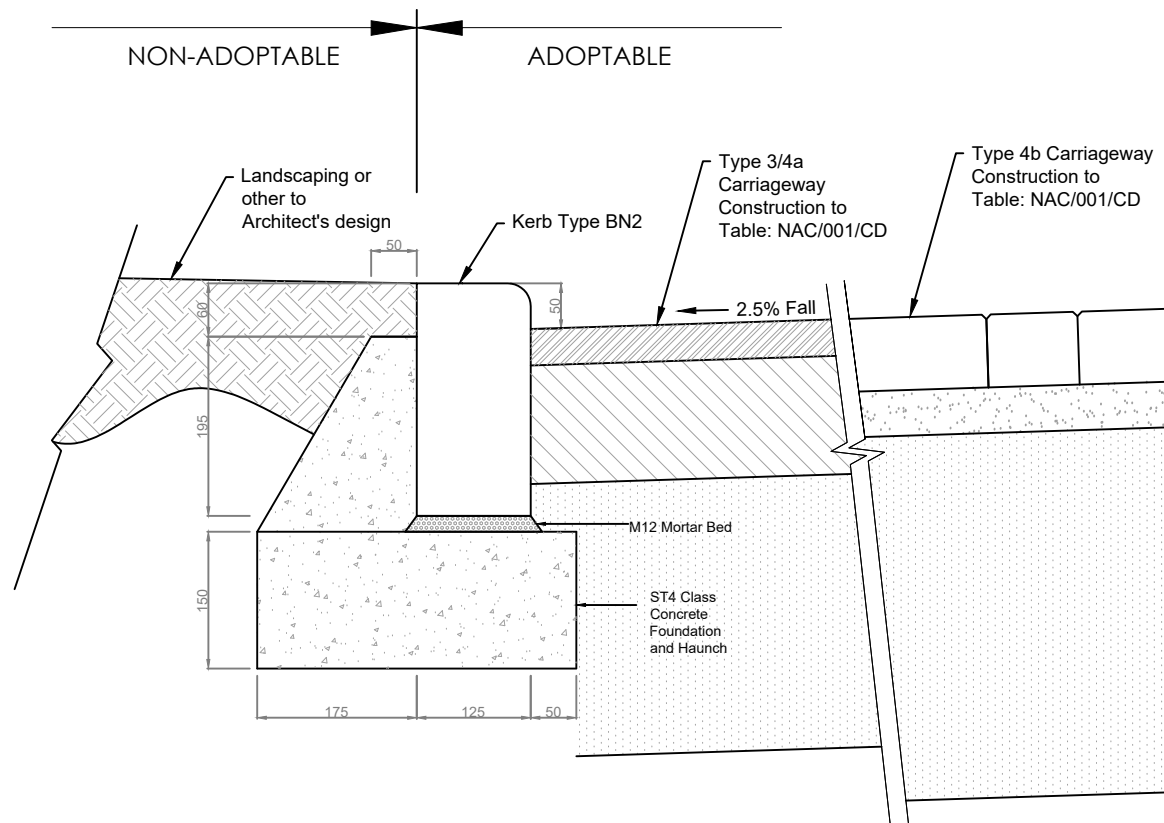 NON-ADOPTABLE
ADOPTABLE
Landscaping or
other to
Architect's design
Kerb Type BN2
Type 3/4a
Carriageway
Construction to
Table: NAC/001/CD
Type 4b Carriageway
Construction to
Table: NAC/001/CD
50
60
50
2.5% Fall
195
M12 Mortar Bed
150
ST4 Class
Concrete
Foundation
and Haunch
175
125
50